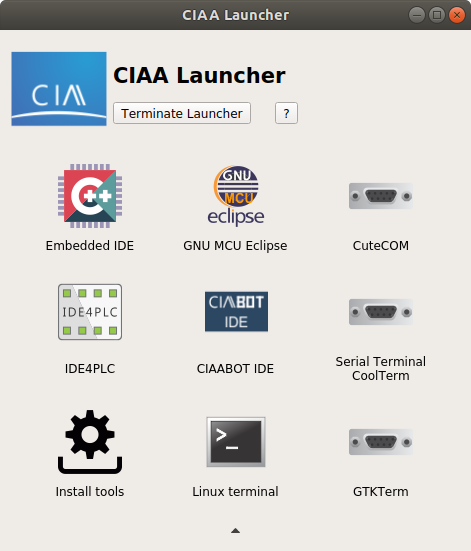 CIAA Launcher
CIAA
CIAA Launcher
Terminate Launcher
?
C++
GNU
MCU
eclipse
Embedded IDE
GNU MCU Eclipse
CuteCOM
IDE4PLC
CIAABOT
IDE
IDE4PLC
CIAABOT IDE
Serial Terminal
CoolTerm
>_
Install tools
Linux terminal
GTKTerm